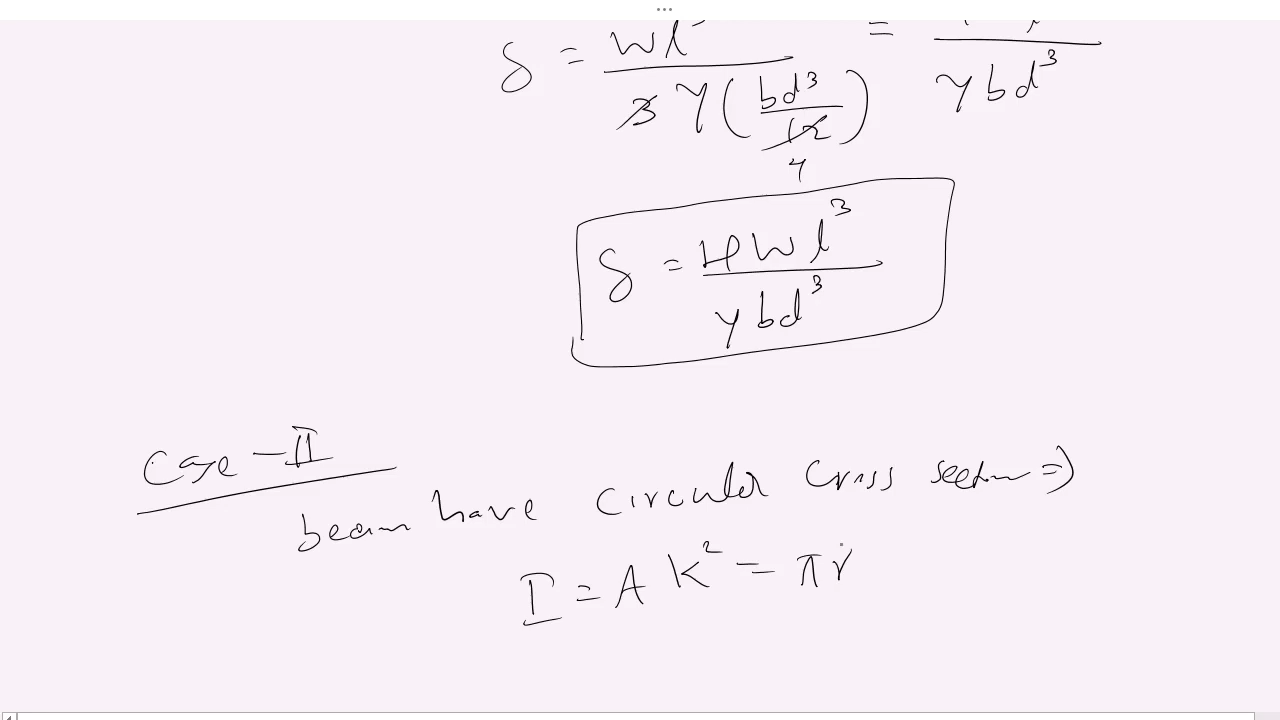 δ = Wl³ / 3Y(bd³/12) = / Ybd³
4
δ = 4Wl³ / Ybd³
Case – II
beam have circular cross section ⇒
I = AK² = πr